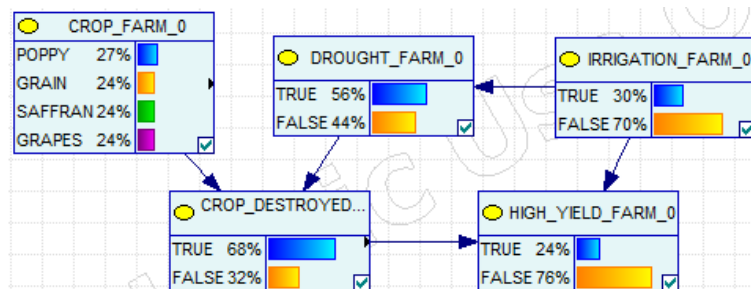 CROP_FARM_0
POPPY 27%
GRAIN 24%
SAFFRAN 24%
GRAPES 24%
DROUGHT_FARM_0
TRUE 56%
FALSE 44%
IRRIGATION_FARM_0
TRUE 30%
FALSE 70%
CROP_DESTROYED...
TRUE 68%
FALSE 32%
HIGH_YIELD_FARM_0
TRUE 24%
FALSE 76%